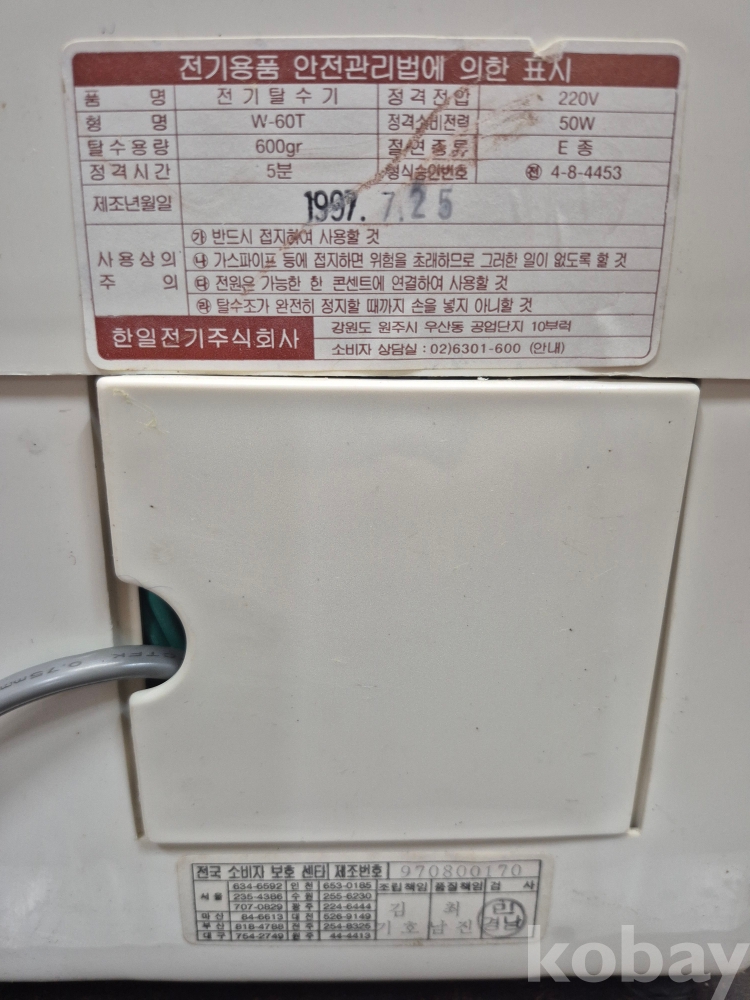 전기용품 안전관리법에 의한 표시
품 명 전기탈수기 정격전압 220V
형 명 W-60T 정격소비전력 50W
탈수용량 600gr 절연종류 E 종
정격시간 5분 형식승인번호 ㉠ 4-8-4453
제조년월일 1997. 7.25
사용상의 주 의
㉮ 반드시 접지하여 사용할 것
㉯ 가스파이프 등에 접지하면 위험을 초래하므로 그러한 일이 없도록 할 것
㉰ 전원은 가능한 한 콘센트에 연결하여 사용할 것
㉱ 탈수조가 완전히 정지할 때까지 손을 넣지 아니할 것
한일전기주식회사
강원도 원주시 우산동 공업단지 10부럭
소비자 상담실 : 02)6301-600 (안내)
0.75mm
전국 소비자 보호 센타 제조번호 970800170
서울 634-6592 인천 653-0185 조립책임 품질책임 검 사
235-4386 수원 255-6230
707-0829 광주 224-6444
마산 84-6613 대전 526-9149
부산 818-4788 전주 254-8325
대구 754-2749 원주 44-4413
김기호 최남진
kobay